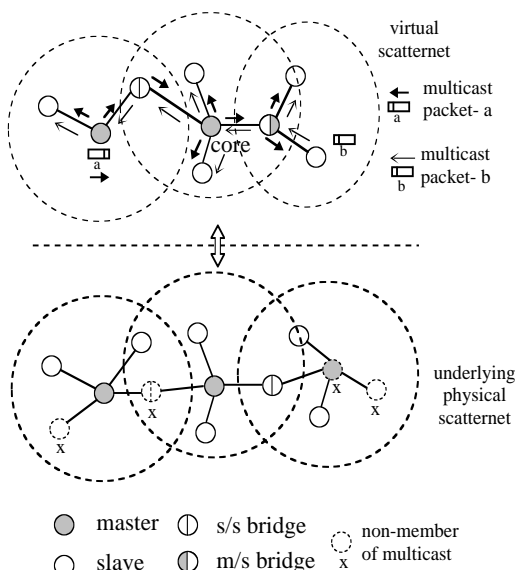 virtual
scatternet
multicast
packet- a
a
core
a
b
multicast
packet- b
b
underlying
physical
scatternet
x
x
x
x
master
s/s bridge
non-member
of multicast
slave
m/s bridge
x